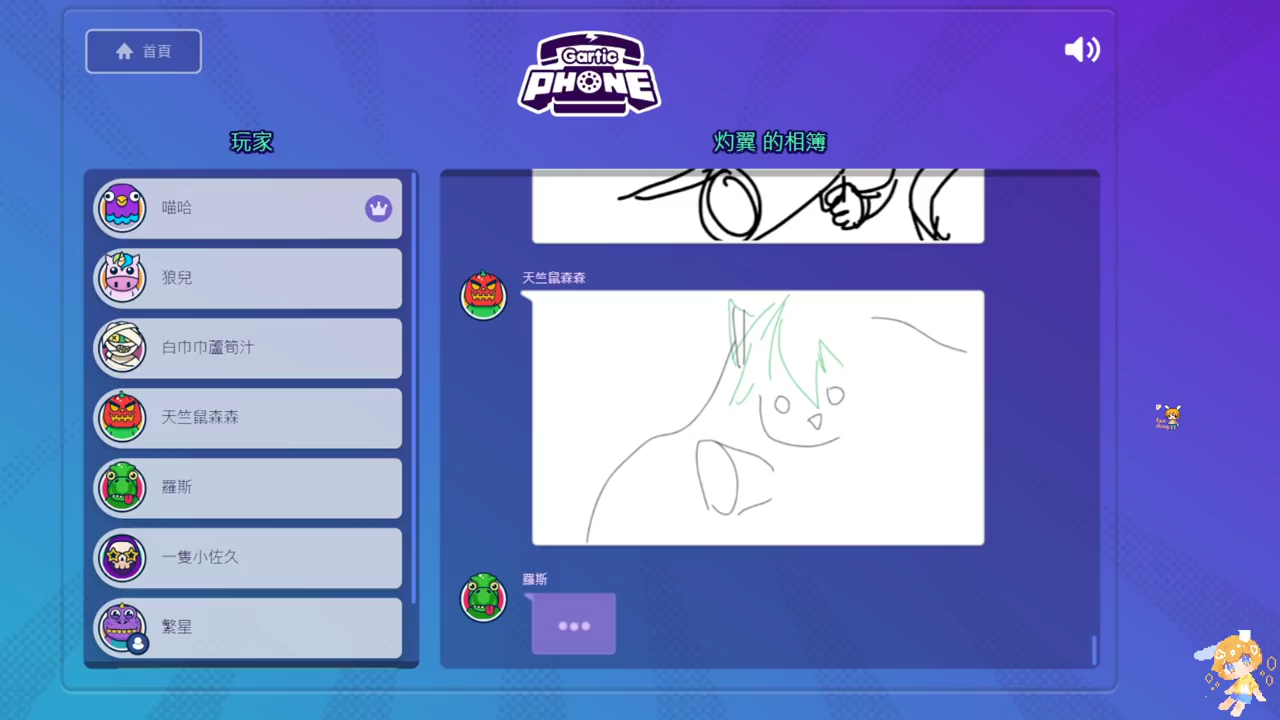 首頁
Gartic
PHONE
玩家
灼翼 的相簿
喵哈
狼兒
白巾巾蘆筍汁
天竺鼠森森
羅斯
一隻小佐久
繁星
天竺鼠森森
羅斯